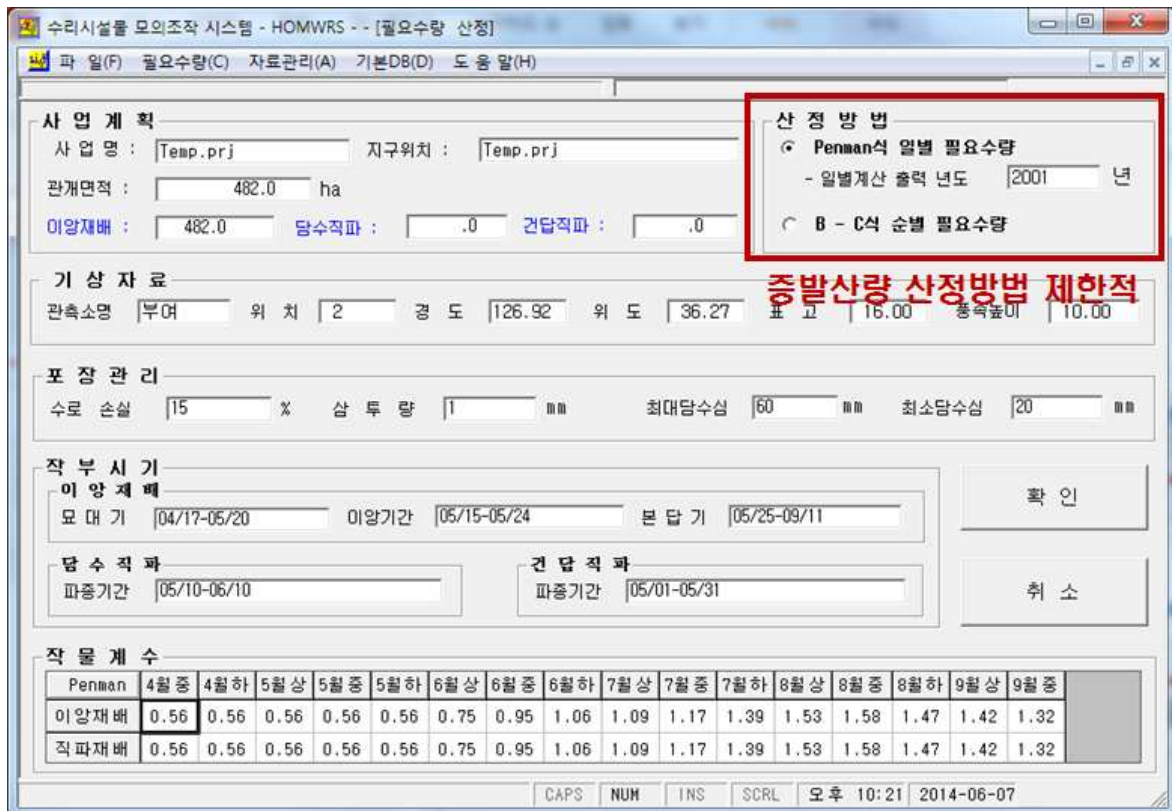 수리시설물 모의조작 시스템 - HOMWRS - - [필요수량 산정]
파 일(F) 필요수량(C) 자료관리(A) 기본DB(D) 도 움 말(H)
사 업 계 획
사 업 명 : Temp.prj 지구위치 : Temp.prj
관개면적 : 482.0 ha
이앙재배 : 482.0 담수직파 : .0 건답직파 : .0
산 정 방 법
Penman식 일별 필요수량
- 일별계산 출력 년도 2001 년
B - C식 순별 필요수량
증발산량 산정방법 제한적
기 상 자 료
관측소명 부여 위 치 2 경 도 126.92 위 도 36.27 표 고 16.00 풍속높이 10.00
포 장 관 리
수로 손실 15 % 삼 투 량 1 mm 최대담수심 60 mm 최소담수심 20 mm
작 부 시 기
이 앙 재 배
묘 대 기 04/17-05/20 이앙기간 05/15-05/24 본 답 기 05/25-09/11
담 수 직 파
파종기간 05/10-06/10
건 답 직 파
파종기간 05/01-05/31
확 인
취 소
작 물 계 수
Penman 4월중 4월하 5월상 5월중 5월하 6월상 6월중 6월하 7월상 7월중 7월하 8월상 8월중 8월하 9월상 9월중
이앙재배 0.56 0.56 0.56 0.56 0.56 0.75 0.95 1.06 1.09 1.17 1.39 1.53 1.58 1.47 1.42 1.32
직파재배 0.56 0.56 0.56 0.56 0.56 0.75 0.95 1.06 1.09 1.17 1.39 1.53 1.58 1.47 1.42 1.32
CAPS NUM INS SCRL 오후 10:21 2014-06-07